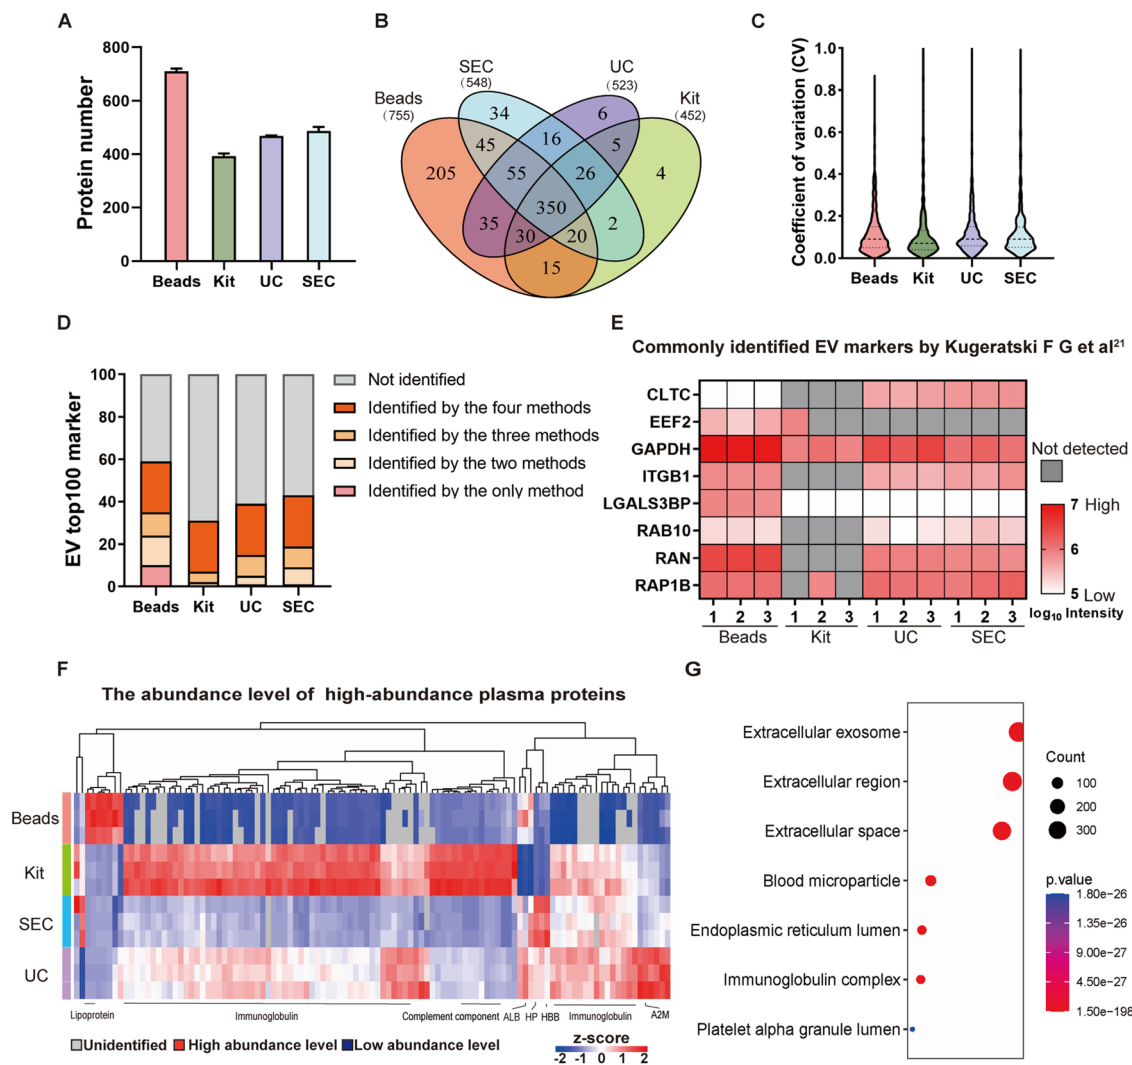 A
Protein number
800
600
400
200
0
Beads Kit UC SEC
B
SEC
(548)
UC
(523)
Beads
(755)
Kit
(452)
34
6
16
45
5
205
55
26
4
350
35
2
30
20
15
C
Coefficient of variation (CV)
1.0
0.8
0.6
0.4
0.2
0.0
Beads Kit UC SEC
D
EV top100 marker
100
80
60
40
20
0
Beads Kit UC SEC
Not identified
Identified by the four methods
Identified by the three methods
Identified by the two methods
Identified by the only method
E
Commonly identified EV markers by Kugeratski F G et al21
CLTC
EEF2
GAPDH
ITGB1
LGALS3BP
RAB10
RAN
RAP1B
1 2 3 1 2 3 1 2 3 1 2 3
Beads Kit UC SEC
Not detected
7 High
6
5 Low
log10 Intensity
F
The abundance level of high-abundance plasma proteins
Beads
Kit
SEC
UC
Lipoprotein Immunoglobulin Complement component ALB HP HBB Immunoglobulin A2M
Unidentified High abundance level Low abundance level
z-score
-2 -1 0 1 2
G
Extracellular exosome
Extracellular region
Extracellular space
Blood microparticle
Endoplasmic reticulum lumen
Immunoglobulin complex
Platelet alpha granule lumen
Count
100
200
300
p.value
1.80e-26
1.35e-26
9.00e-27
4.50e-27
1.50e-198